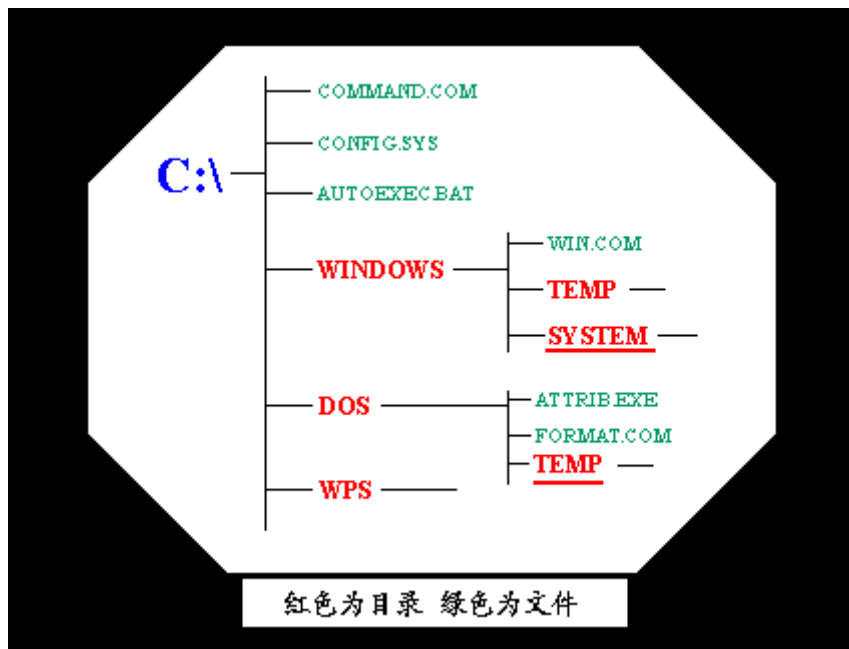 COMMAND.COM
CONFIG.SYS
C:\
AUTOEXEC.BAT
WINDOWS
WIN.COM
TEMP
SYSTEM
DOS
ATTRIB.EXE
FORMAT.COM
TEMP
WPS
红色为目录 绿色为文件